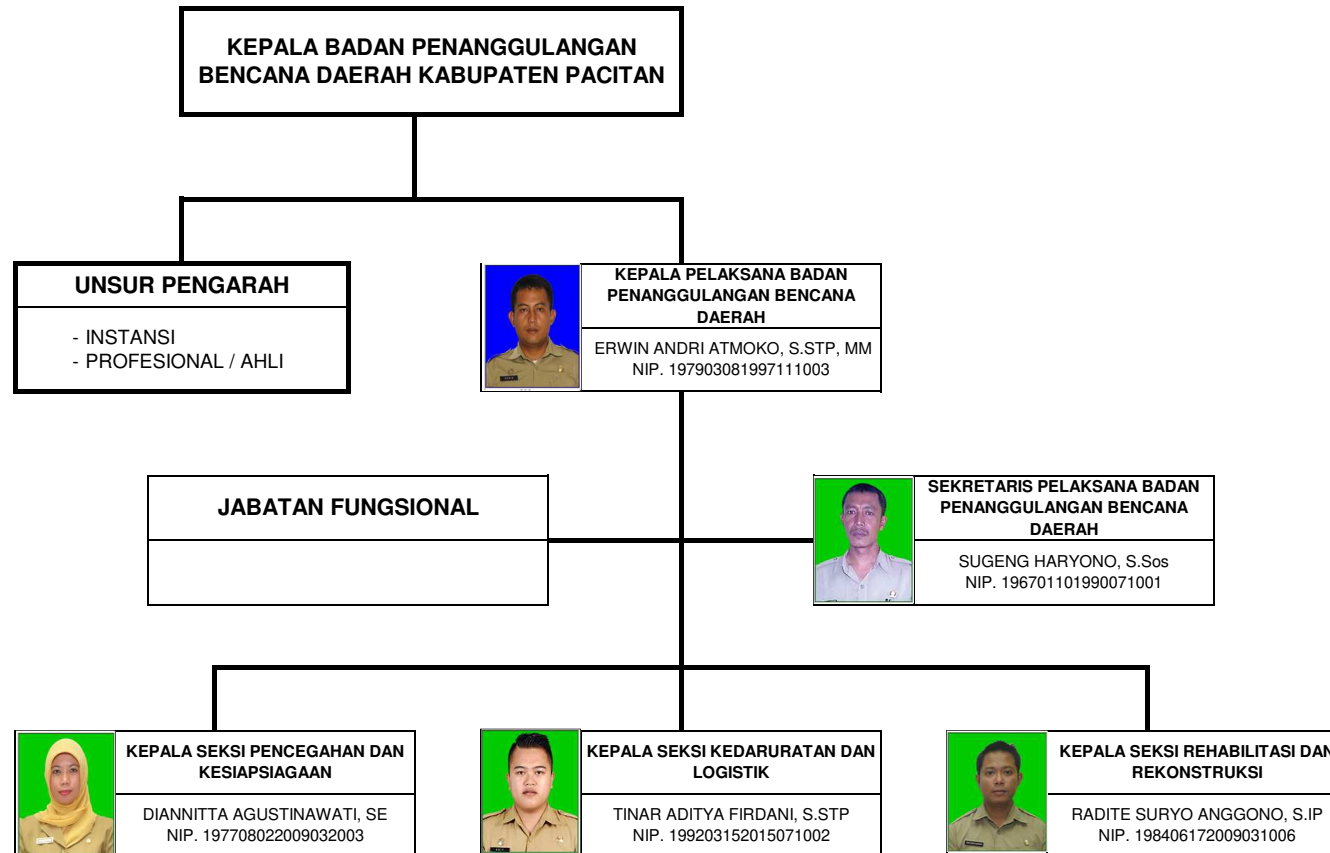 KEPALA BADAN PENANGGULANGAN
BENCANA DAERAH KABUPATEN PACITAN
UNSUR PENGARAH
- INSTANSI
- PROFESIONAL / AHLI
KEPALA PELAKSANA BADAN
PENANGGULANGAN BENCANA
DAERAH
ERWIN ANDRI ATMOKO, S.STP, MM
NIP. 197903081997111003
JABATAN FUNGSIONAL
SEKRETARIS PELAKSANA BADAN
PENANGGULANGAN BENCANA
DAERAH
SUGENG HARYONO, S.Sos
NIP. 196701101990071001
KEPALA SEKSI PENCEGAHAN DAN
KESIAPSIAGAAN
DIANNITTA AGUSTINAWATI, SE
NIP. 197708022009032003
KEPALA SEKSI KEDARURATAN DAN
LOGISTIK
TINAR ADITYA FIRDANI, S.STP
NIP. 199203152015071002
KEPALA SEKSI REHABILITASI DAN
REKONSTRUKSI
RADITE SURYO ANGGONO, S.IP
NIP. 198406172009031006